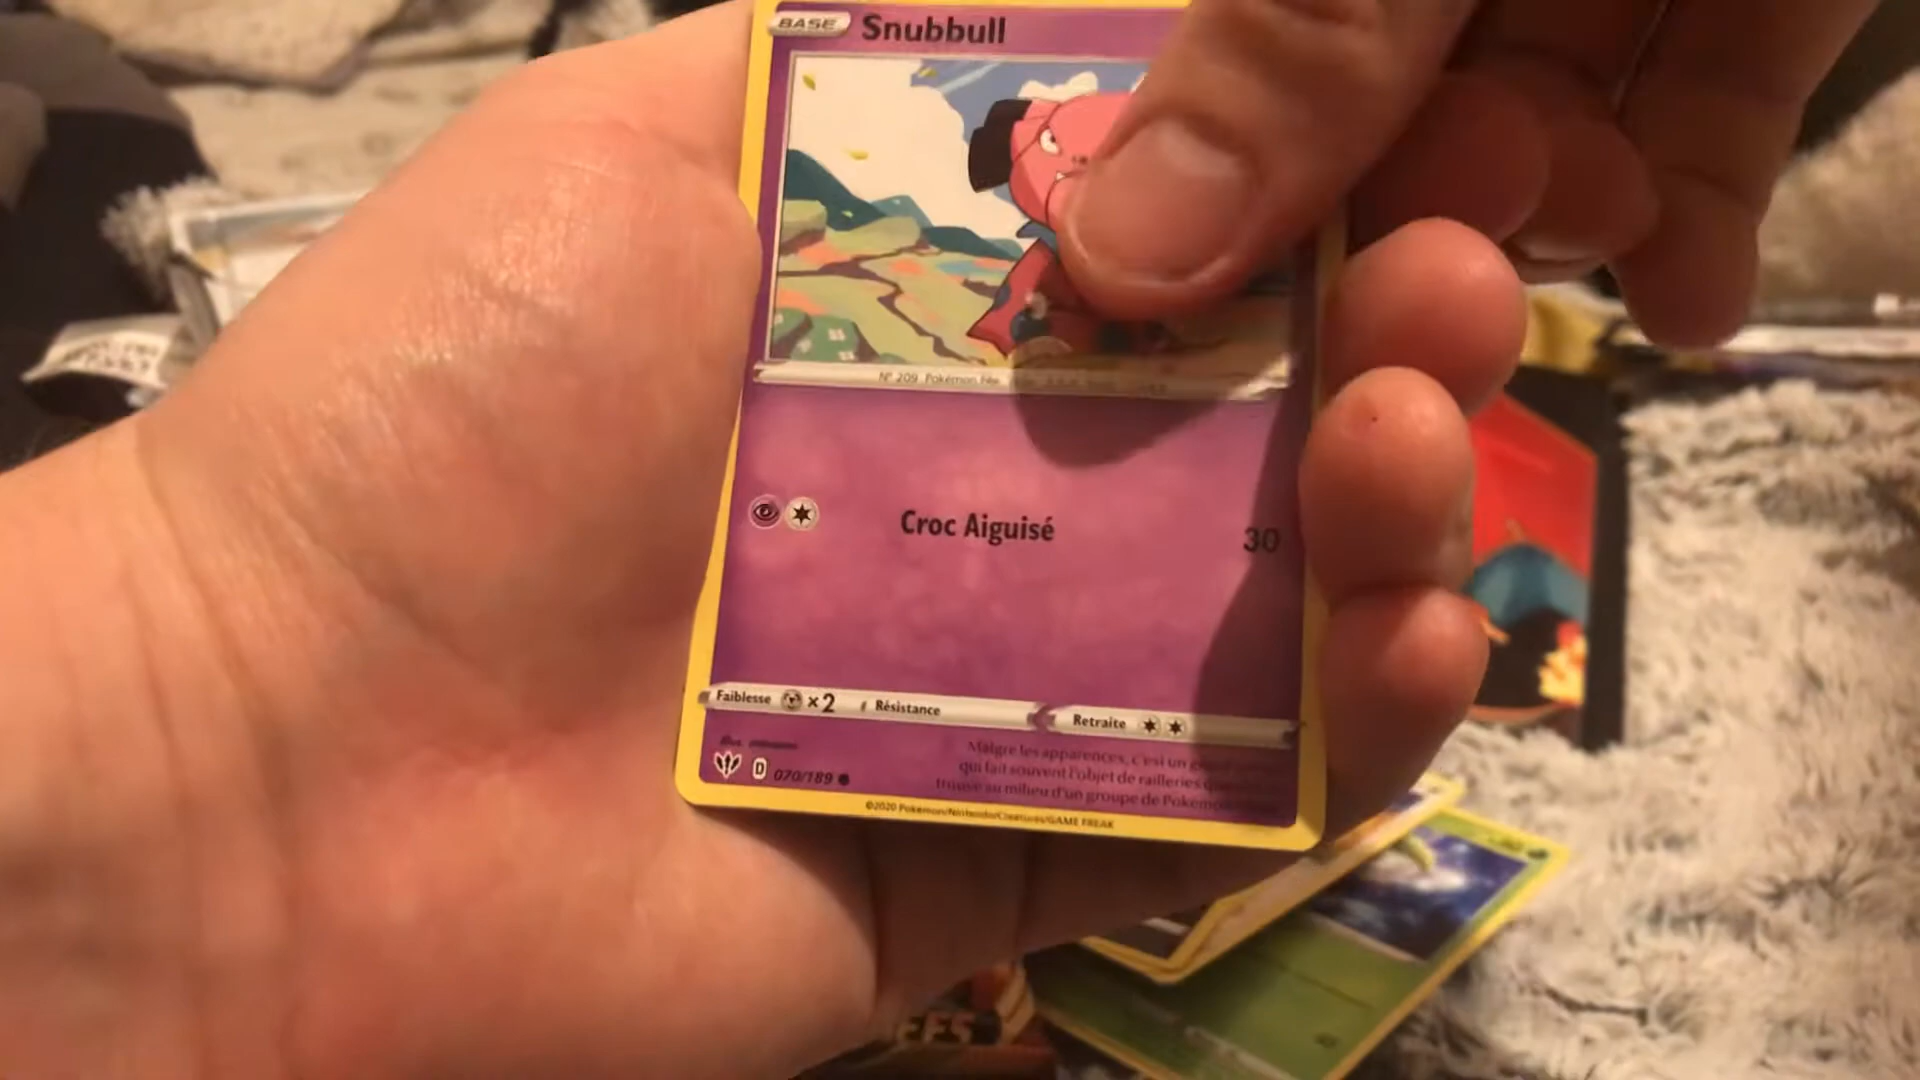 BASE Snubbull
N° 209 Pokémon Fée
Croc Aiguisé 30
Faiblesse ×2 Résistance Retraite
D 070/189
Malgré les apparences, c'est un grand
qui fait souvent l'objet de railleries
trouve au milieu d'un groupe de
©2020 Pokémon/Nintendo/Creatures/GAME FREAK